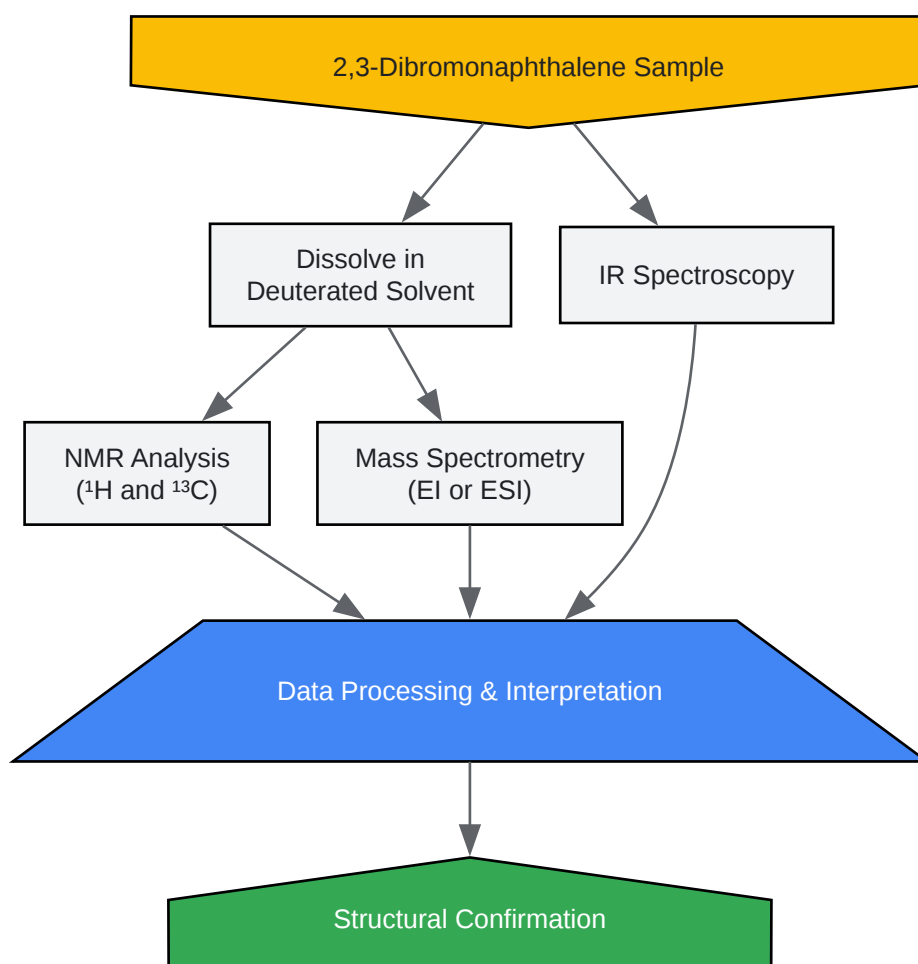 2,3-Dibromonaphthalene Sample
Dissolve in
Deuterated Solvent
IR Spectroscopy
NMR Analysis
(¹H and ¹³C)
Mass Spectrometry
(EI or ESI)
Data Processing & Interpretation
Structural Confirmation